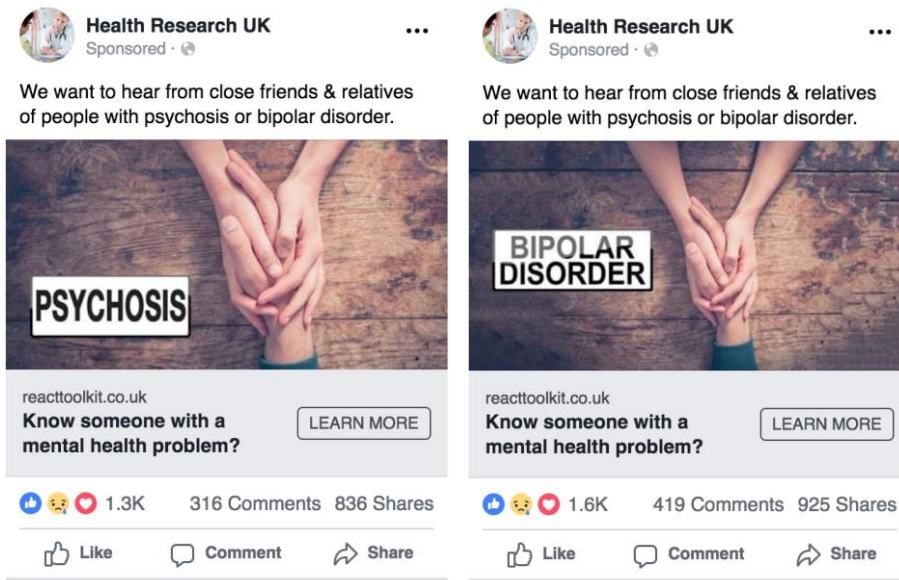 Health Research UK
Sponsored ·
We want to hear from close friends & relatives
of people with psychosis or bipolar disorder.
PSYCHOSIS
reacttoolkit.co.uk
Know someone with a
mental health problem?
LEARN MORE
1.3K 316 Comments 836 Shares
Like Comment Share
Health Research UK
Sponsored ·
We want to hear from close friends & relatives
of people with psychosis or bipolar disorder.
BIPOLAR
DISORDER
reacttoolkit.co.uk
Know someone with a
mental health problem?
LEARN MORE
1.6K 419 Comments 925 Shares
Like Comment Share